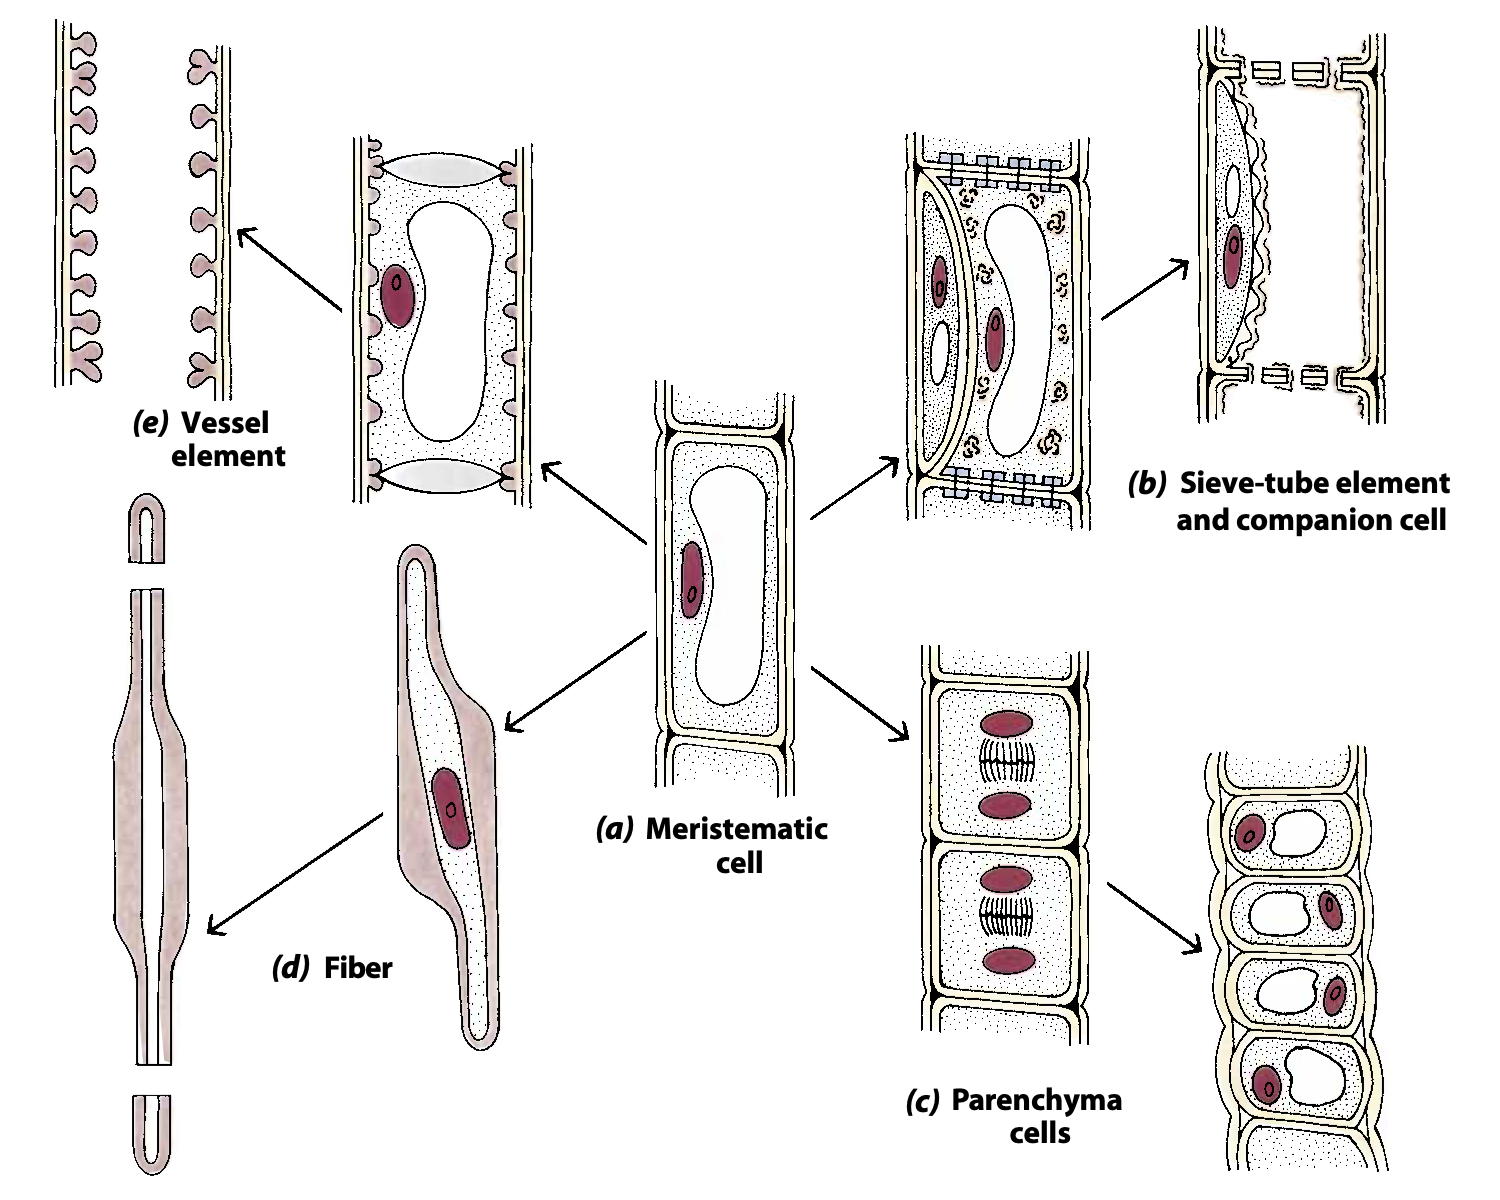 (e) Vessel
element
(b) Sieve-tube element
and companion cell
(a) Meristematic
cell
(d) Fiber
(c) Parenchyma
cells